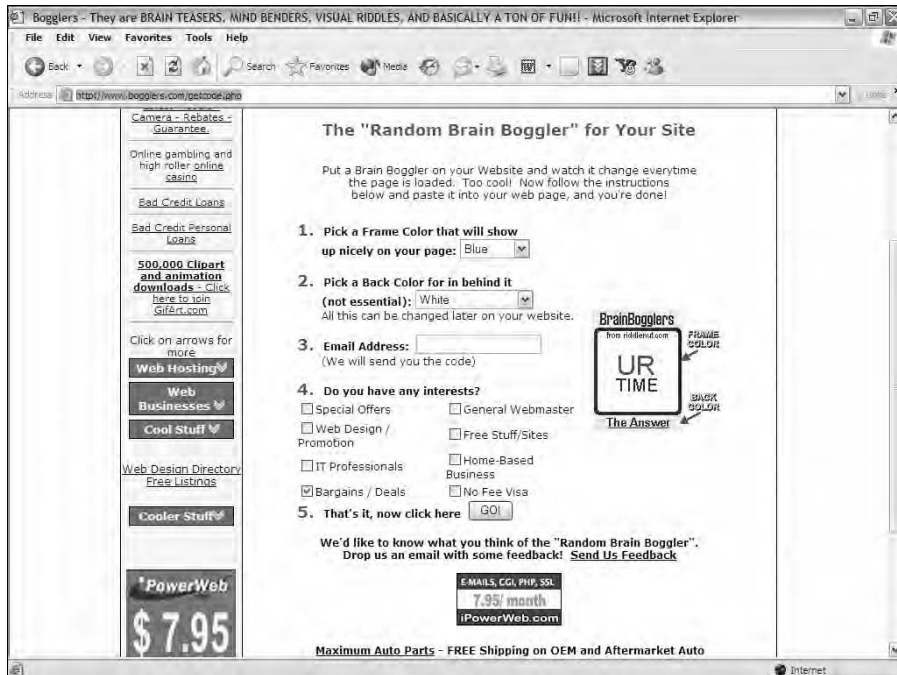 Bogglers - They are BRAIN TEASERS, MIND BENDERS, VISUAL RIDDLES, AND BASICALLY A TON OF FUN!! - Microsoft Internet Explorer
File Edit View Favorites Tools Help
Back Search Favorites Media
Address http://www.bogglers.com/getcode.php Links
Camera - Rebates -
Guarantee.
Online gambling and
high roller online
casino
Bad Credit Loans
Bad Credit Personal
Loans
500,000 Clipart
and animation
downloads - Click
here to join
GifArt.com
Click on arrows for
more
Web Hosting
Web
Businesses
Cool Stuff
Web Design Directory
Free Listings
Cooler Stuff
iPowerWeb
$7.95
The "Random Brain Boggler" for Your Site
Put a Brain Boggler on your Website and watch it change everytime
the page is loaded. Too cool! Now follow the instructions
below and paste it into your web page, and you're done!
1. Pick a Frame Color that will show
up nicely on your page: Blue
2. Pick a Back Color for in behind it
(not essential): White
All this can be changed later on your website.
3. Email Address:
(We will send you the code)
BrainBogglers
from riddlenut.com
UR
TIME
The Answer
FRAME
COLOR
BACK
COLOR
4. Do you have any interests?
Special Offers General Webmaster
Web Design /
Promotion
Free Stuff/Sites
IT Professionals
Home-Based
Business
Bargains / Deals No Fee Visa
5. That's it, now click here GO!
We'd like to know what you think of the "Random Brain Boggler".
Drop us an email with some feedback! Send Us Feedback
E-MAILS, CGI, PHP, SSL
7.95/ month
iPowerWeb.com
Maximum Auto Parts - FREE Shipping on OEM and Aftermarket Auto
Internet